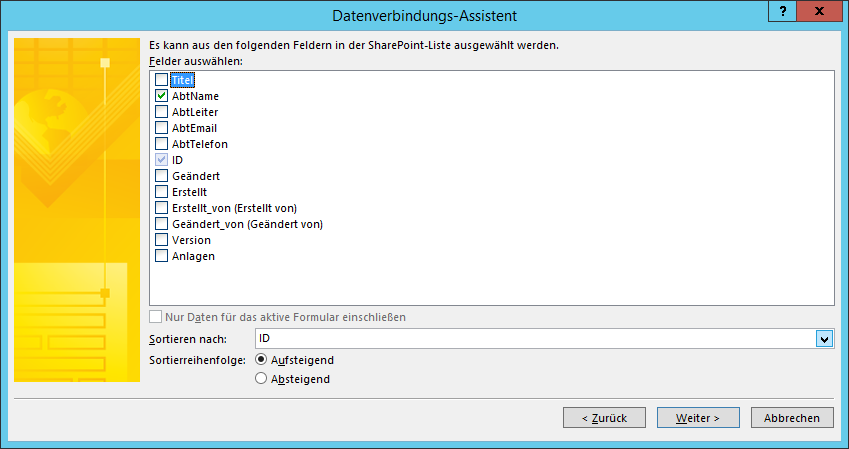 Datenverbindungs-Assistent
?
x
Es kann aus den folgenden Feldern in der SharePoint-Liste ausgewählt werden.
Felder auswählen:
Titel
AbtName
AbtLeiter
AbtEmail
AbtTelefon
ID
Geändert
Erstellt
Erstellt_von (Erstellt von)
Geändert_von (Geändert von)
Version
Anlagen
Nur Daten für das aktive Formular einschließen
Sortieren nach: ID
Sortierreihenfolge: Aufsteigend
Absteigend
< Zurück Weiter > Abbrechen